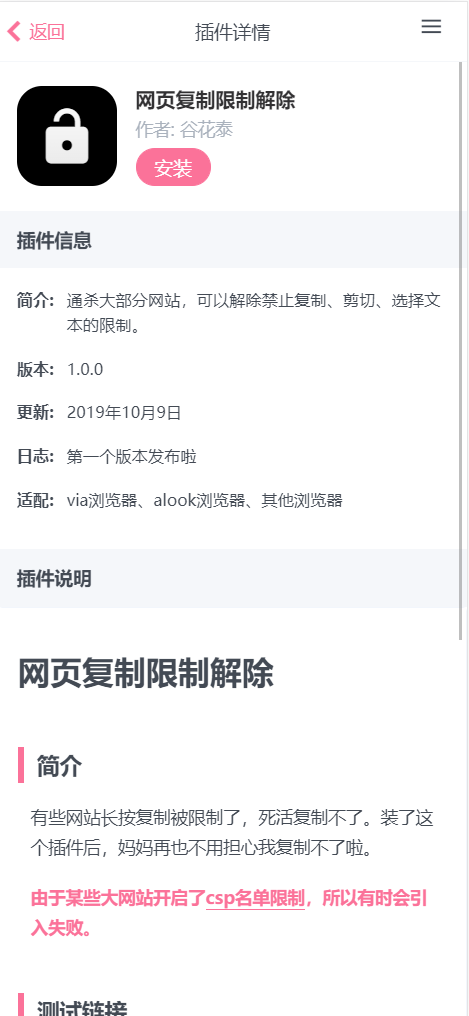 返回
插件详情
网页复制限制解除
作者: 谷花泰
安装
插件信息
简介: 通杀大部分网站，可以解除禁止复制、剪切、选择文
本的限制。
版本: 1.0.0
更新: 2019年10月9日
日志: 第一个版本发布啦
适配: via浏览器、alook浏览器、其他浏览器
插件说明
网页复制限制解除
简介
有些网站长按复制被限制了，死活复制不了。装了这
个插件后，妈妈再也不用担心我复制不了啦。
由于某些大网站开启了csp名单限制，所以有时会引
入失败。
测试链接